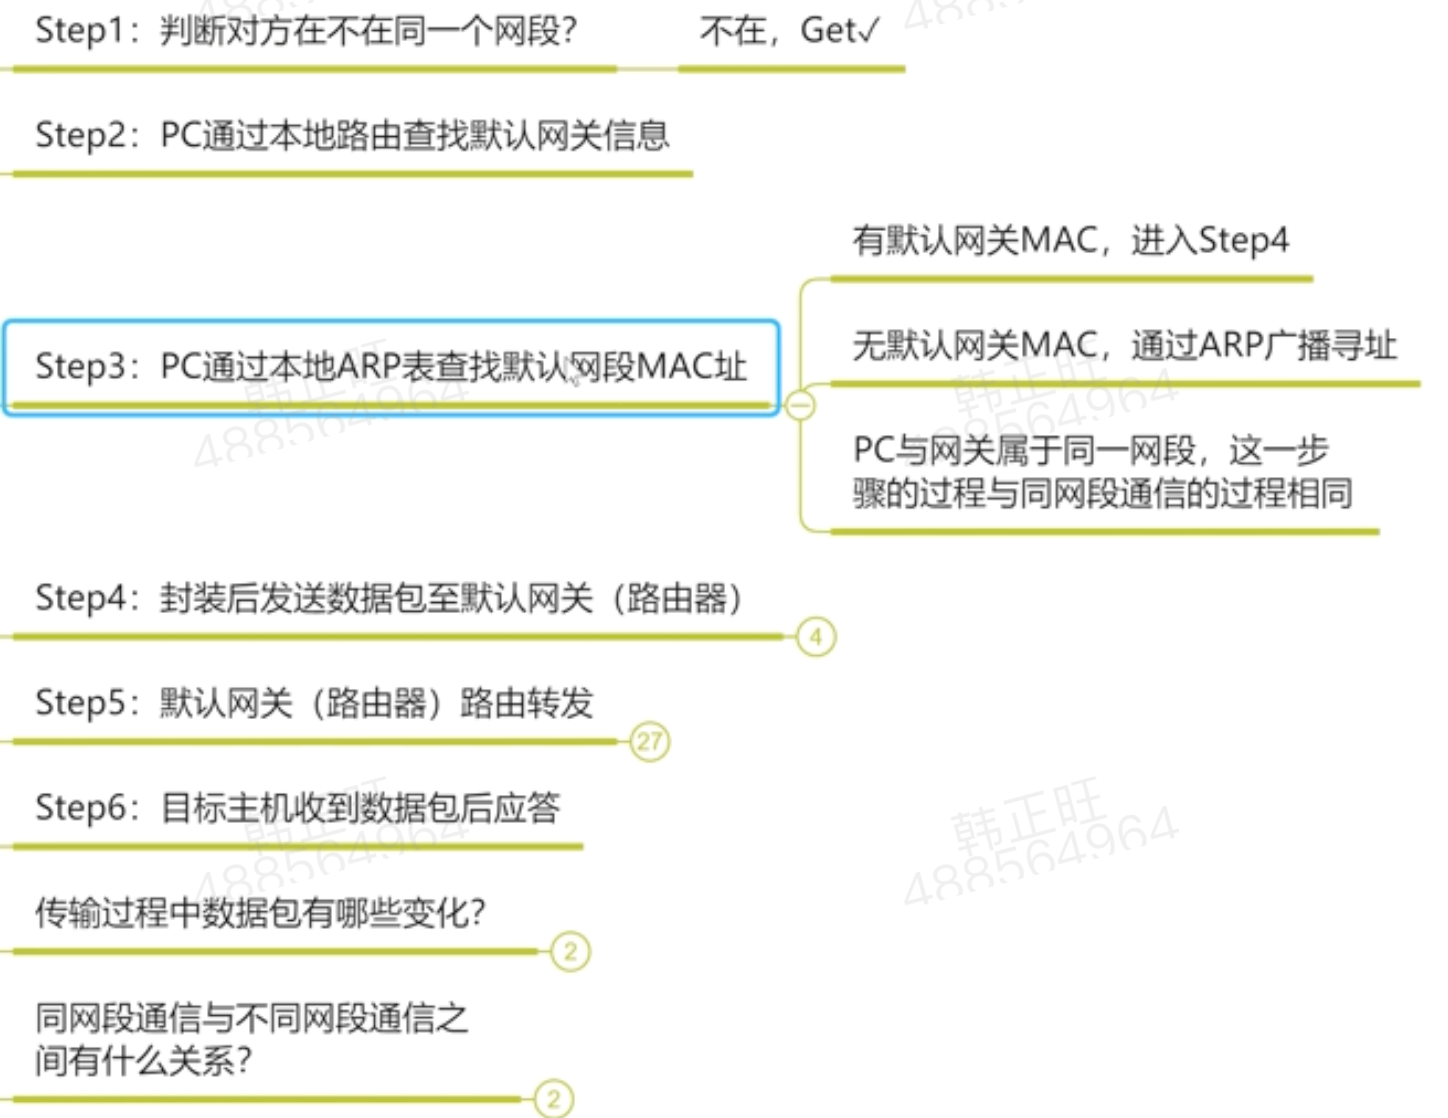 Step1：判断对方在不在同一个网段？
不在，Get✓
Step2：PC通过本地路由查找默认网关信息
有默认网关MAC，进入Step4
无默认网关MAC，通过ARP广播寻址
Step3：PC通过本地ARP表查找默认网段MAC址
PC与网关属于同一网段，这一步
骤的过程与同网段通信的过程相同
Step4：封装后发送数据包至默认网关（路由器）
4
Step5：默认网关（路由器）路由转发
27
Step6：目标主机收到数据包后应答
传输过程中数据包有哪些变化？
2
同网段通信与不同网段通信之
间有什么关系？
2
韩正旺
488564964
韩正旺
488564964
韩正旺
488564964
韩正旺
488564964